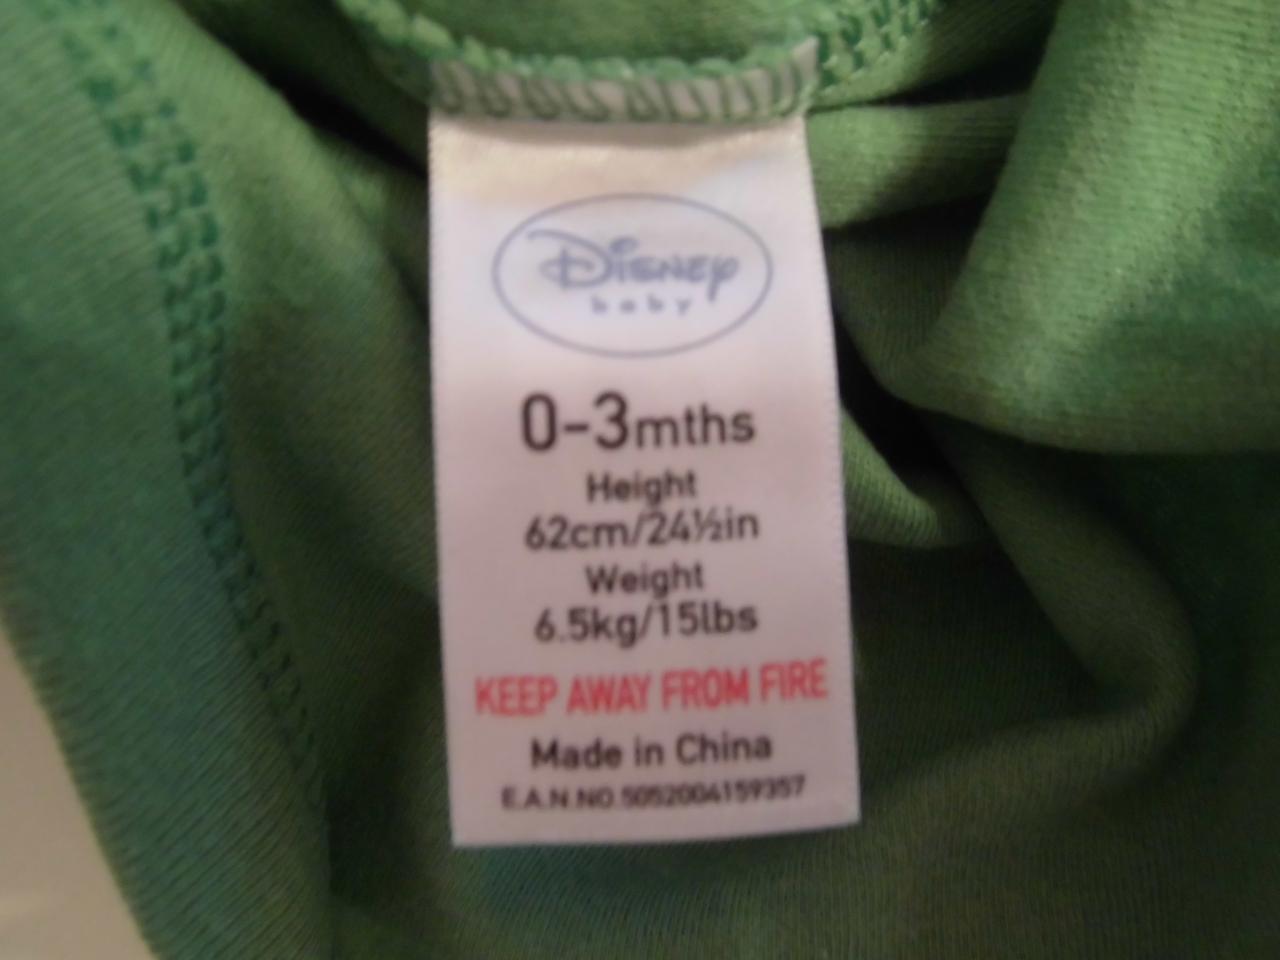 Disney
baby
0-3mths
Height
62cm/24½in
Weight
6.5kg/15lbs
KEEP AWAY FROM FIRE
Made in China
E.A.N.NO.5052004159357